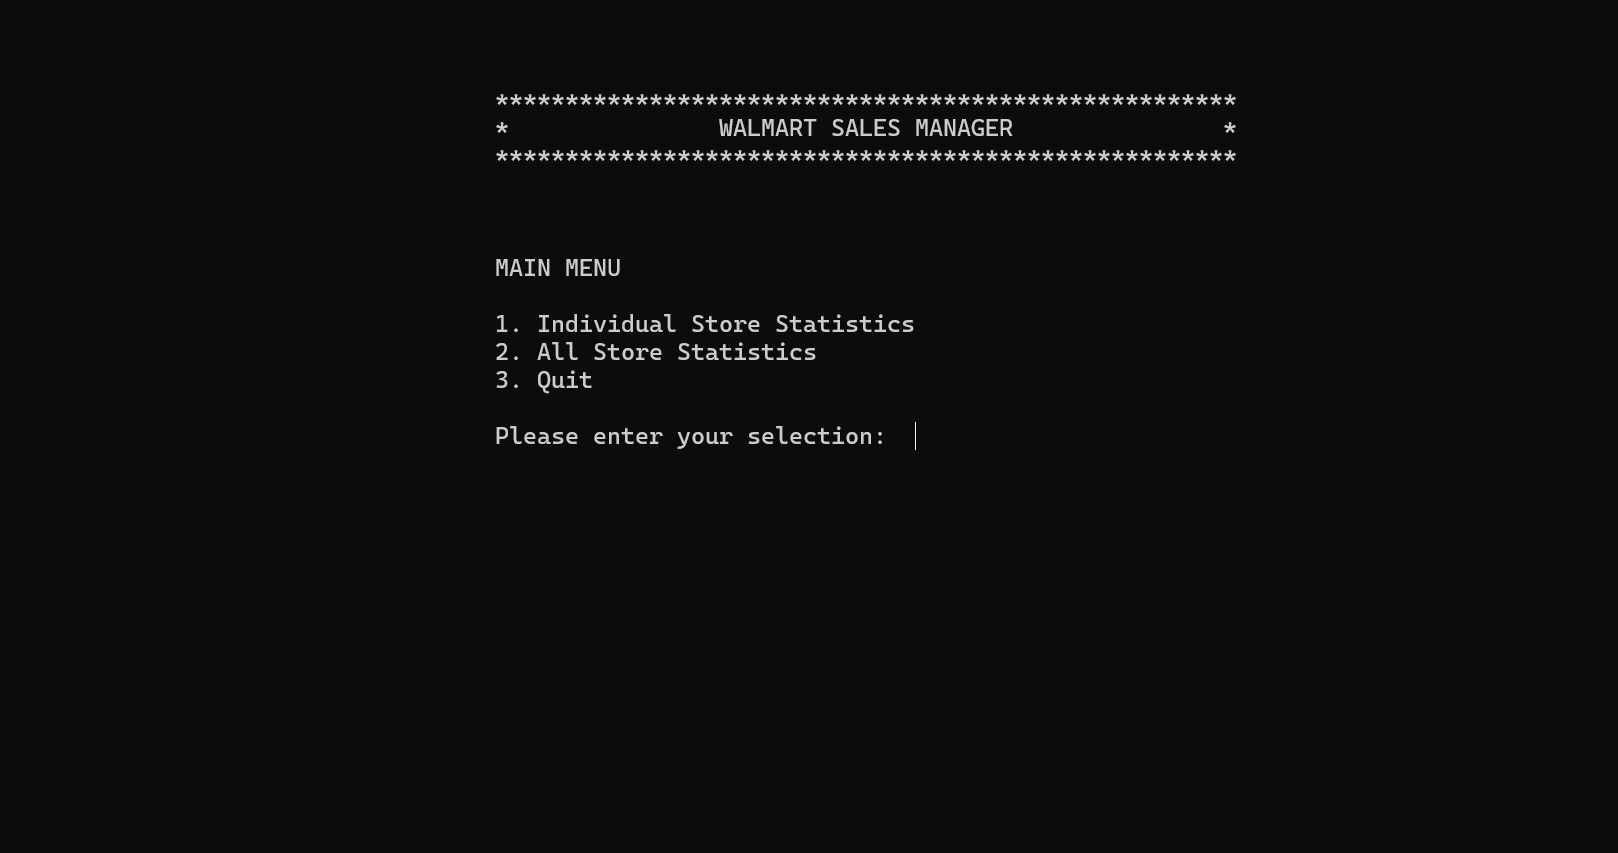 *****************************************************
*               WALMART SALES MANAGER               *
*****************************************************
MAIN MENU
1. Individual Store Statistics
2. All Store Statistics
3. Quit
Please enter your selection: